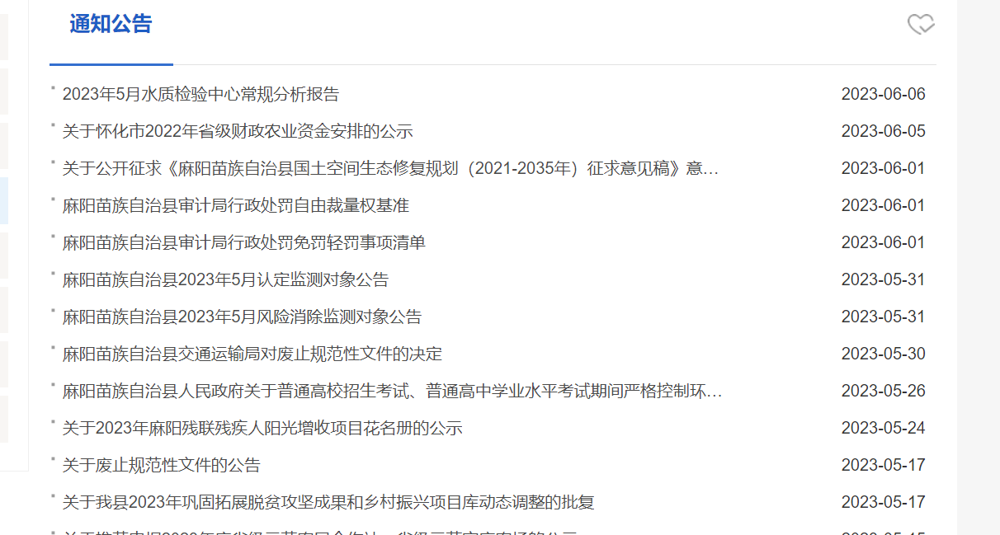 通知公告
2023年5月水质检验中心常规分析报告 2023-06-06
关于怀化市2022年省级财政农业资金安排的公示 2023-06-05
关于公开征求《麻阳苗族自治县国土空间生态修复规划（2021-2035年）征求意见稿》意… 2023-06-01
麻阳苗族自治县审计局行政处罚自由裁量权基准 2023-06-01
麻阳苗族自治县审计局行政处罚免罚轻罚事项清单 2023-06-01
麻阳苗族自治县2023年5月认定监测对象公告 2023-05-31
麻阳苗族自治县2023年5月风险消除监测对象公告 2023-05-31
麻阳苗族自治县交通运输局对废止规范性文件的决定 2023-05-30
麻阳苗族自治县人民政府关于普通高校招生考试、普通高中学业水平考试期间严格控制环… 2023-05-26
关于2023年麻阳残联残疾人阳光增收项目花名册的公示 2023-05-24
关于废止规范性文件的公告 2023-05-17
关于我县2023年巩固拓展脱贫攻坚成果和乡村振兴项目库动态调整的批复 2023-05-17